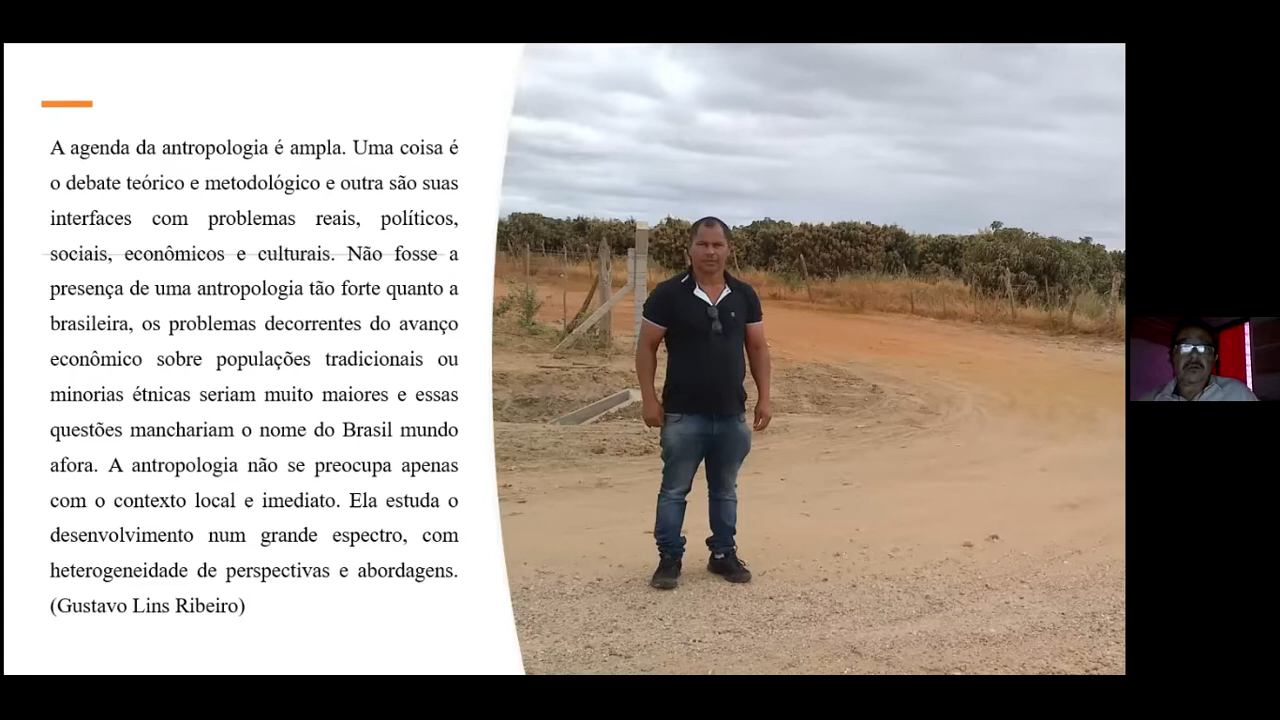 A agenda da antropologia é ampla. Uma coisa é
o debate teórico e metodológico e outra são suas
interfaces com problemas reais, políticos,
sociais, econômicos e culturais. Não fosse a
presença de uma antropologia tão forte quanto a
brasileira, os problemas decorrentes do avanço
econômico sobre populações tradicionais ou
minorias étnicas seriam muito maiores e essas
questões manchariam o nome do Brasil mundo
afora. A antropologia não se preocupa apenas
com o contexto local e imediato. Ela estuda o
desenvolvimento num grande espectro, com
heterogeneidade de perspectivas e abordagens.
(Gustavo Lins Ribeiro)